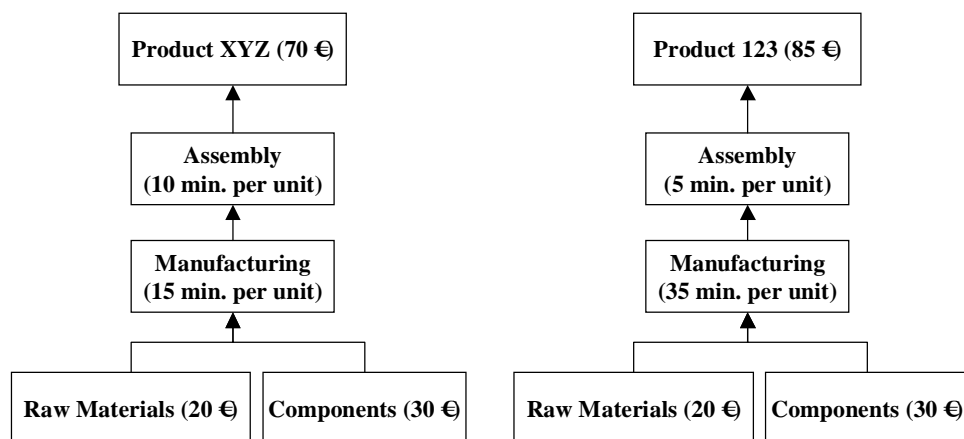 Product XYZ (70 €)
Assembly
(10 min. per unit)
Manufacturing
(15 min. per unit)
Raw Materials (20 €)
Components (30 €)
Product 123 (85 €)
Assembly
(5 min. per unit)
Manufacturing
(35 min. per unit)
Raw Materials (20 €)
Components (30 €)